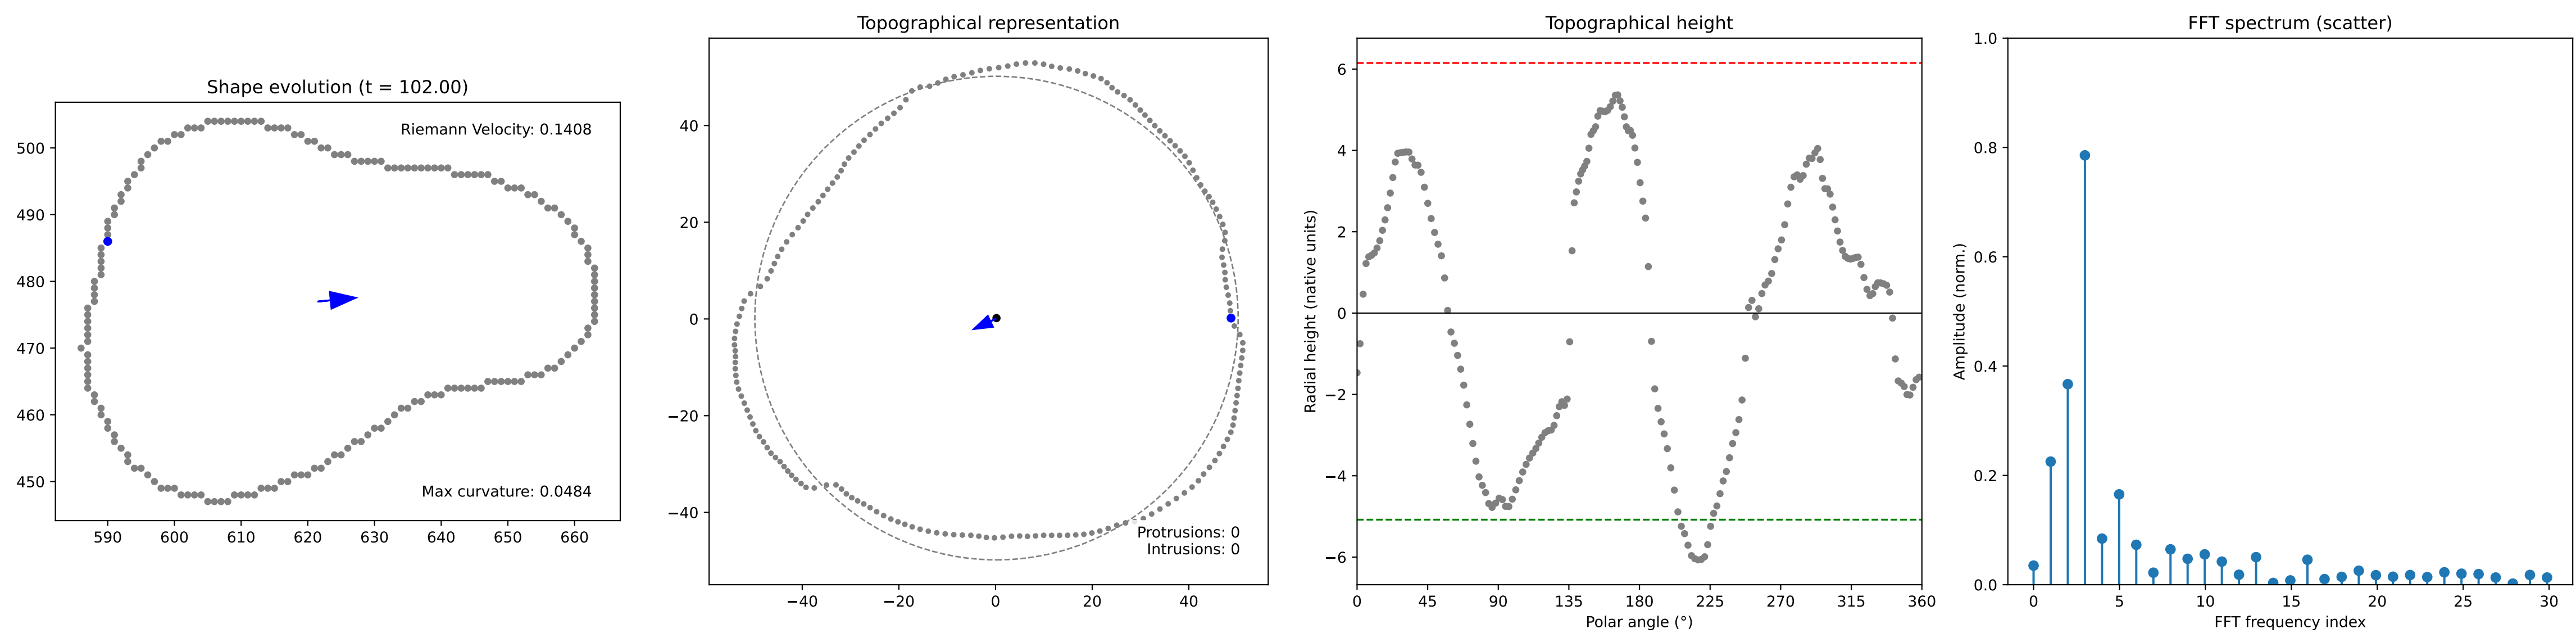 Shape evolution (t = 102.00)
Riemann Velocity: 0.1408
Max curvature: 0.0484
500
490
480
470
460
450
590 600 610 620 630 640 650 660
Topographical representation
40
20
0
−20
−40
−40 −20 0 20 40
Protrusions: 0
Intrusions: 0
Topographical height
Radial height (native units)
6
4
2
0
−2
−4
−6
0 45 90 135 180 225 270 315 360
Polar angle (°)
FFT spectrum (scatter)
Amplitude (norm.)
1.0
0.8
0.6
0.4
0.2
0.0
0 5 10 15 20 25 30
FFT frequency index